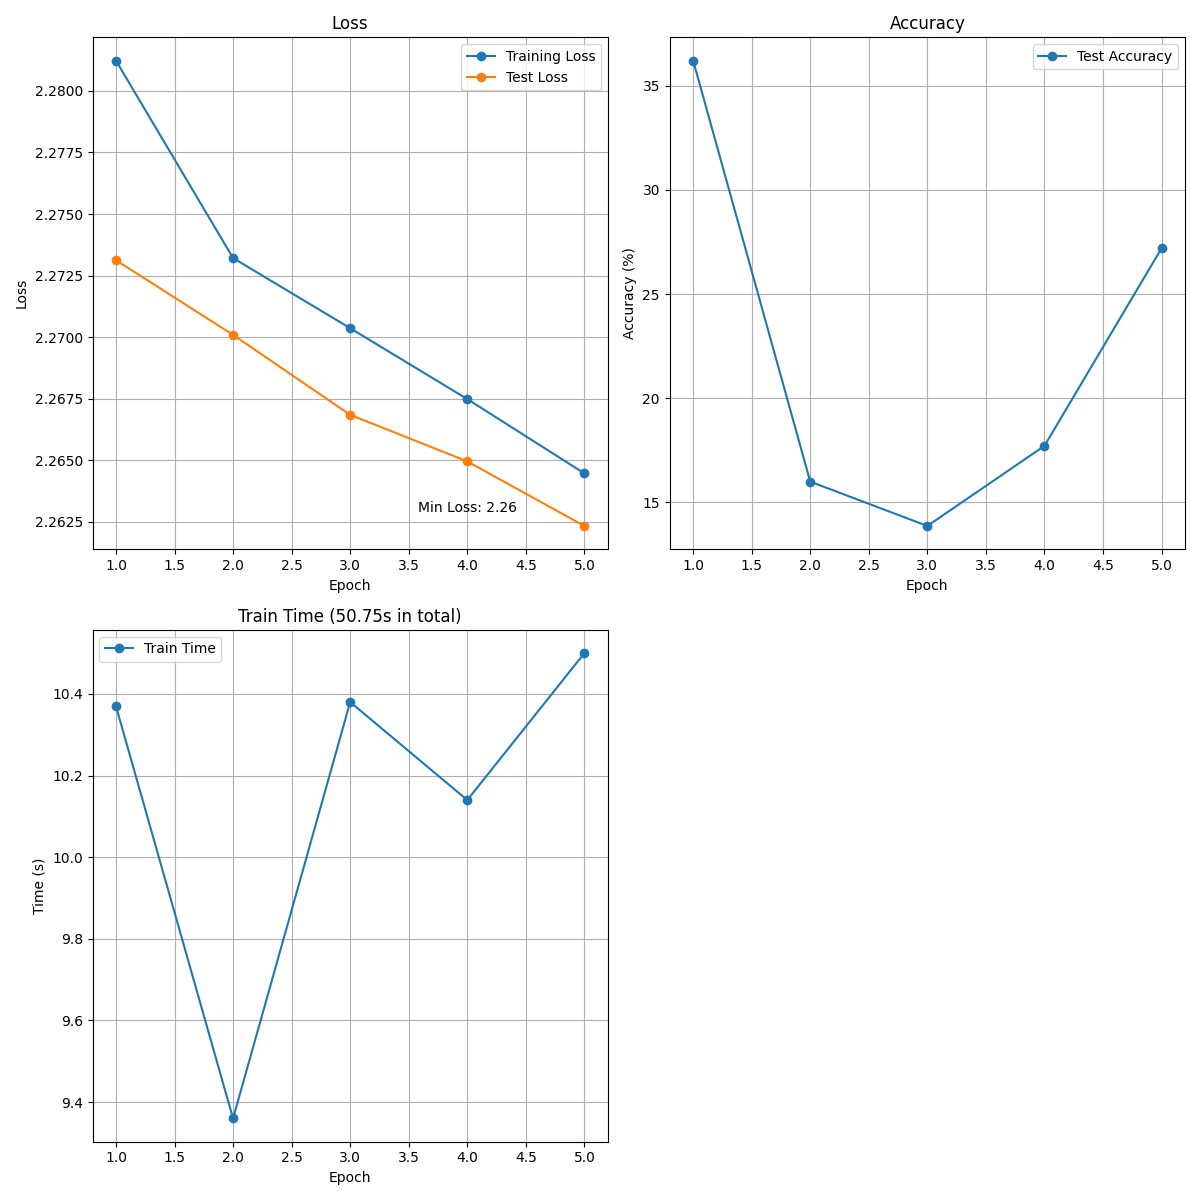 Loss
Training Loss
Test Loss
2.2800
2.2775
2.2750
2.2725
2.2700
2.2675
2.2650
2.2625
Loss
Min Loss: 2.26
1.0 1.5 2.0 2.5 3.0 3.5 4.0 4.5 5.0
Epoch
Accuracy
Test Accuracy
35
30
25
20
15
Accuracy (%)
1.0 1.5 2.0 2.5 3.0 3.5 4.0 4.5 5.0
Epoch
Train Time (50.75s in total)
Train Time
10.4
10.2
10.0
9.8
9.6
9.4
Time (s)
1.0 1.5 2.0 2.5 3.0 3.5 4.0 4.5 5.0
Epoch